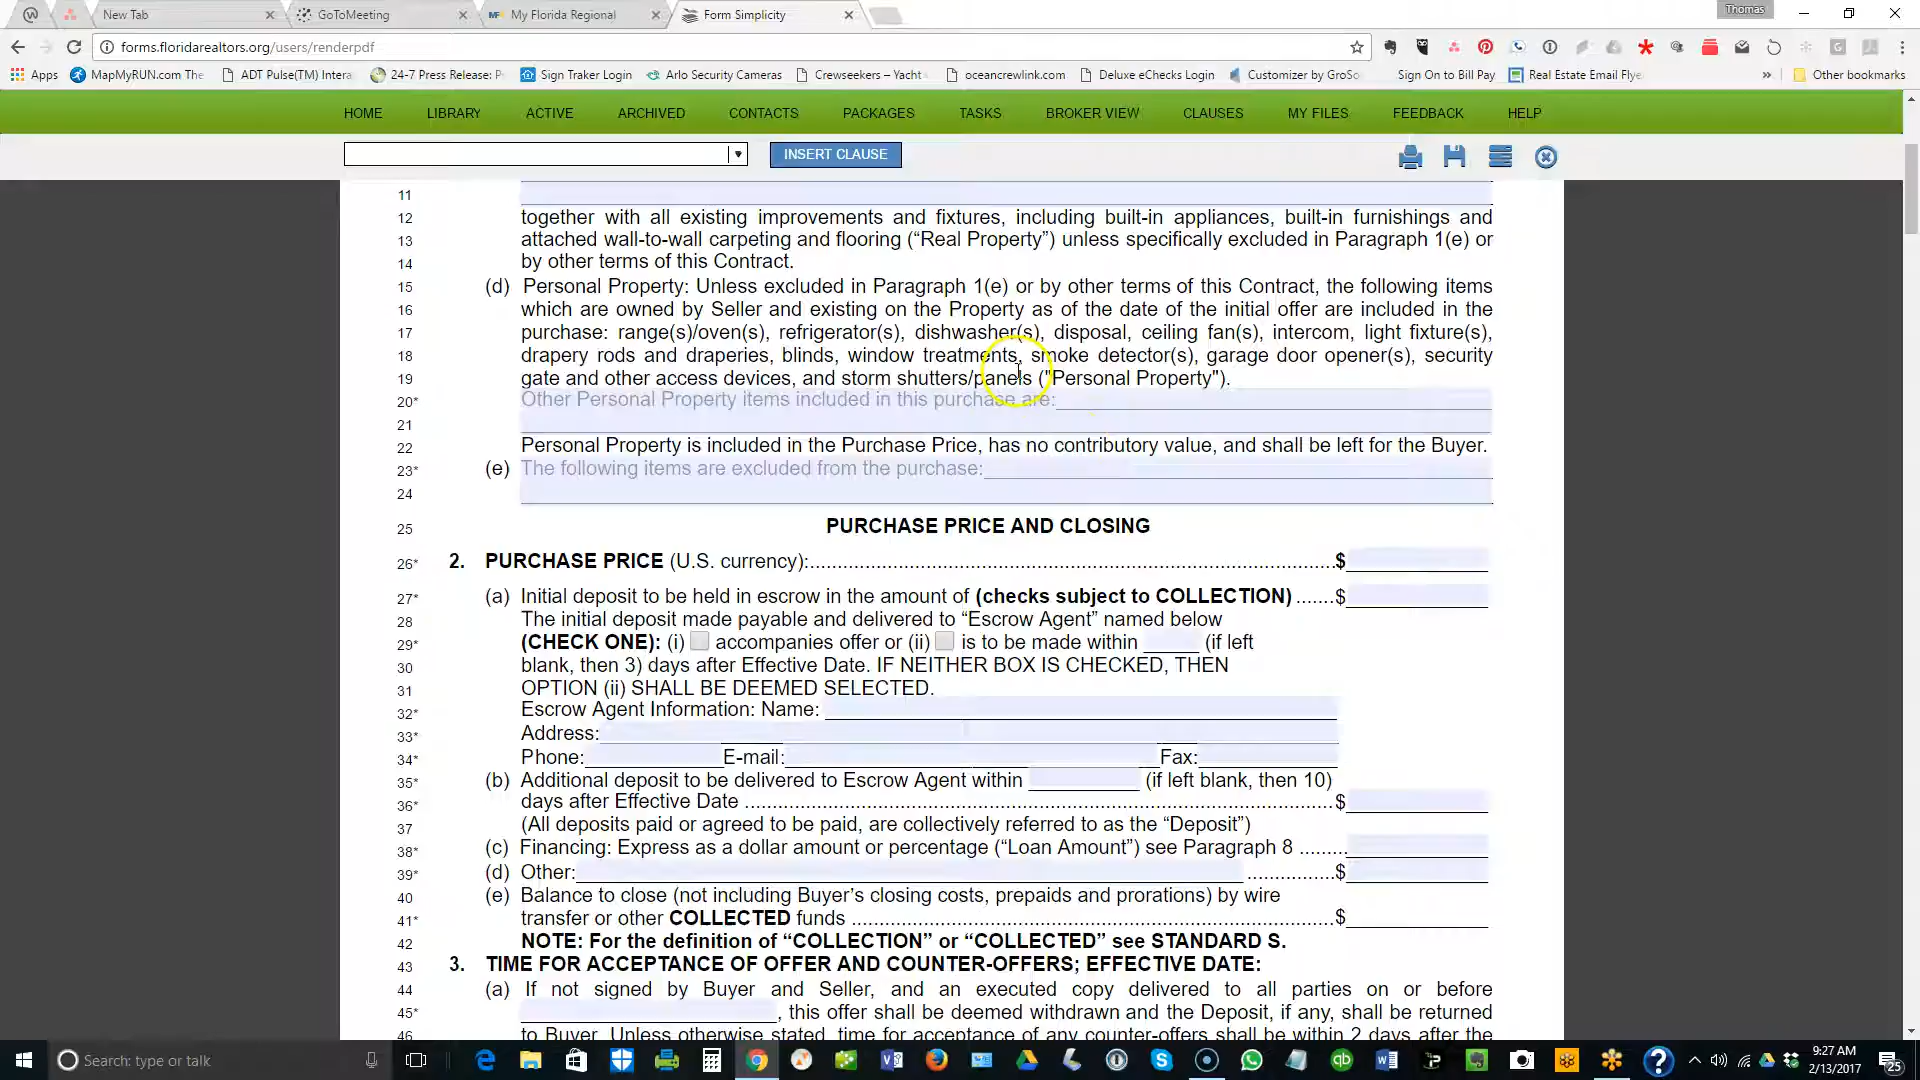 New Tab
GoToMeeting
My Florida Regional
Form Simplicity
Thomas
forms.floridarealtors.org/users/renderpdf
Apps
MapMyRUN.com The
ADT Pulse(TM) Intera
24-7 Press Release: P
Sign Traker Login
Arlo Security Cameras
Crewseekers – Yacht
oceancrewlink.com
Deluxe eChecks Login
Customizer by GroSo
Sign On to Bill Pay
Real Estate Email Flye
»
Other bookmarks
HOME
LIBRARY
ACTIVE
ARCHIVED
CONTACTS
PACKAGES
TASKS
BROKER VIEW
CLAUSES
MY FILES
FEEDBACK
HELP
INSERT CLAUSE
11
12 together with all existing improvements and fixtures, including built-in appliances, built-in furnishings and
13 attached wall-to-wall carpeting and flooring (“Real Property”) unless specifically excluded in Paragraph 1(e) or
14 by other terms of this Contract.
15 (d) Personal Property: Unless excluded in Paragraph 1(e) or by other terms of this Contract, the following items
16 which are owned by Seller and existing on the Property as of the date of the initial offer are included in the
17 purchase: range(s)/oven(s), refrigerator(s), dishwasher(s), disposal, ceiling fan(s), intercom, light fixture(s),
18 drapery rods and draperies, blinds, window treatments, smoke detector(s), garage door opener(s), security
19 gate and other access devices, and storm shutters/panels ("Personal Property").
20* Other Personal Property items included in this purchase are:
21
22 Personal Property is included in the Purchase Price, has no contributory value, and shall be left for the Buyer.
23* (e) The following items are excluded from the purchase:
24
25 PURCHASE PRICE AND CLOSING
26* 2. PURCHASE PRICE (U.S. currency):..........................................................................................$
27* (a) Initial deposit to be held in escrow in the amount of (checks subject to COLLECTION) .......$
28 The initial deposit made payable and delivered to “Escrow Agent” named below
29* (CHECK ONE): (i) accompanies offer or (ii) is to be made within (if left
30 blank, then 3) days after Effective Date. IF NEITHER BOX IS CHECKED, THEN
31 OPTION (ii) SHALL BE DEEMED SELECTED.
32* Escrow Agent Information: Name:
33* Address:
34* Phone: E-mail: Fax:
35* (b) Additional deposit to be delivered to Escrow Agent within (if left blank, then 10)
36* days after Effective Date ..........................................................................................................$
37 (All deposits paid or agreed to be paid, are collectively referred to as the “Deposit”)
38* (c) Financing: Express as a dollar amount or percentage (“Loan Amount”) see Paragraph 8 .........
39* (d) Other: ................$
40 (e) Balance to close (not including Buyer’s closing costs, prepaids and prorations) by wire
41* transfer or other COLLECTED funds .......................................................................................$
42 NOTE: For the definition of “COLLECTION” or “COLLECTED” see STANDARD S.
43 3. TIME FOR ACCEPTANCE OF OFFER AND COUNTER-OFFERS; EFFECTIVE DATE:
44 (a) If not signed by Buyer and Seller, and an executed copy delivered to all parties on or before
45* , this offer shall be deemed withdrawn and the Deposit, if any, shall be returned
46 to Buyer. Unless otherwise stated, time for acceptance of any counter-offers shall be within 2 days after the
Search: type or talk
9:27 AM
2/13/2017
25